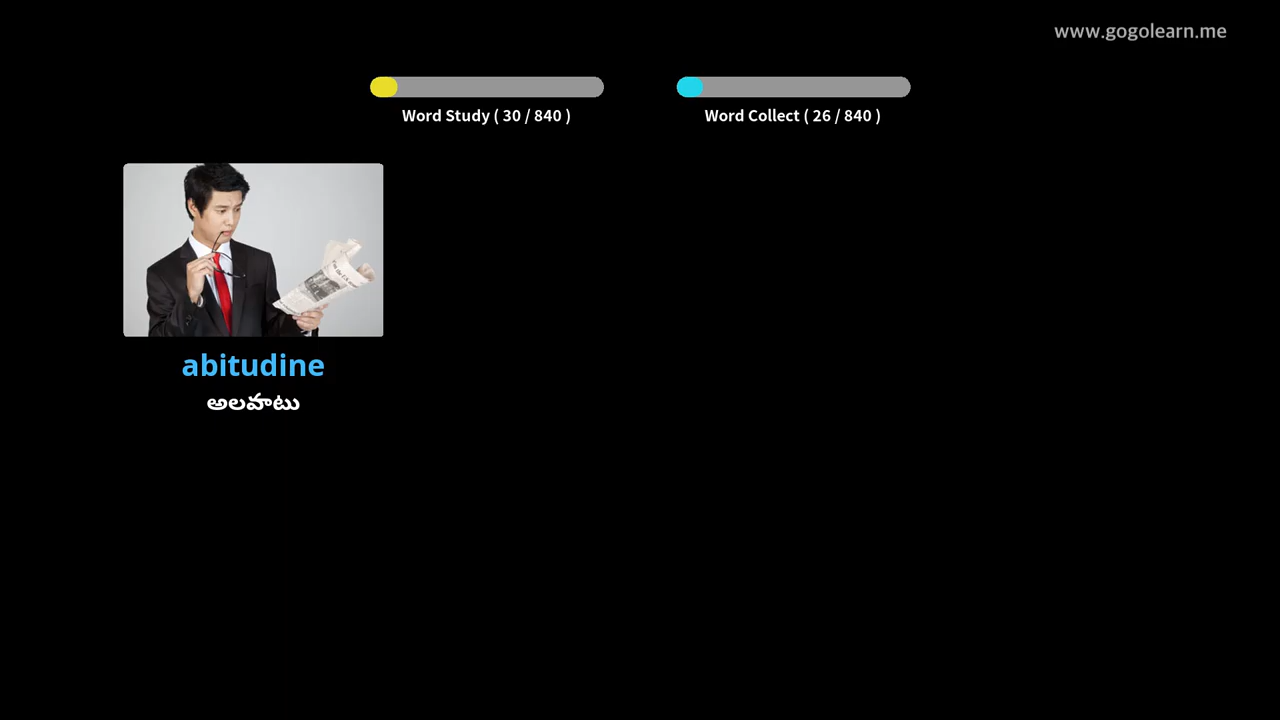 www.gogolearn.me
Word Study ( 30 / 840 )
Word Collect ( 26 / 840 )
abitudine
అలవాటు